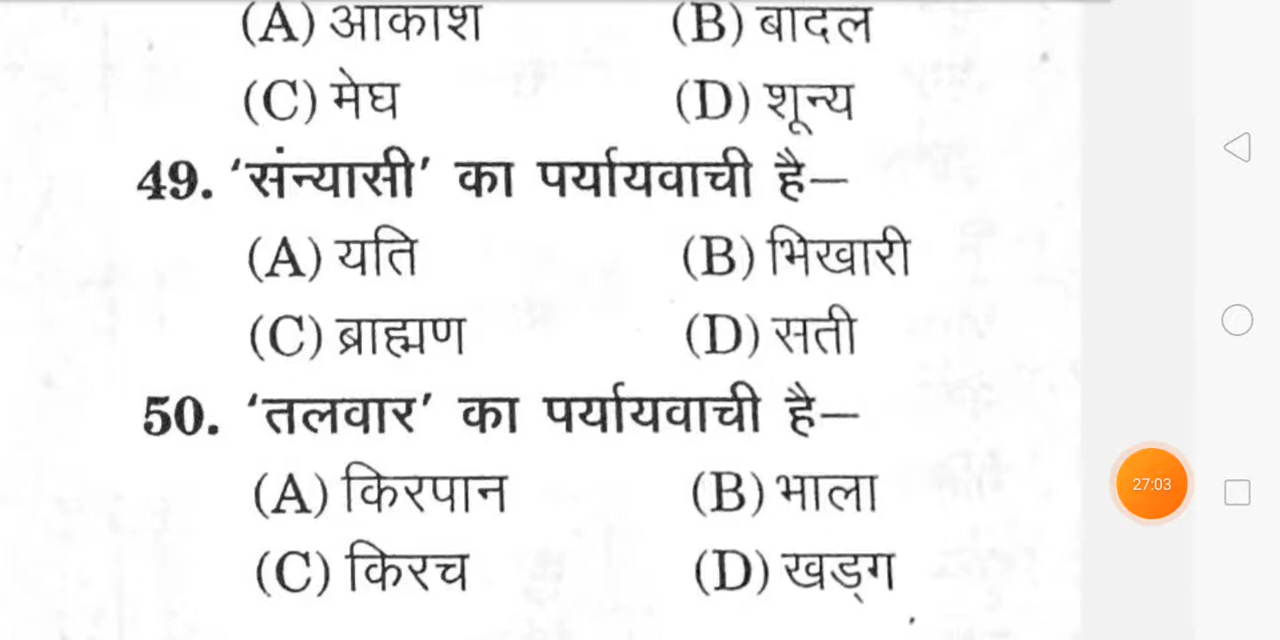 (A) आकाश (B) बादल
(C) मेघ (D) शून्य
49. ‘संन्यासी’ का पर्यायवाची है–
(A) यति (B) भिखारी
(C) ब्राह्मण (D) सती
50. ‘तलवार’ का पर्यायवाची है–
(A) किरपान (B) भाला
(C) किरच (D) खड्ग
27:03